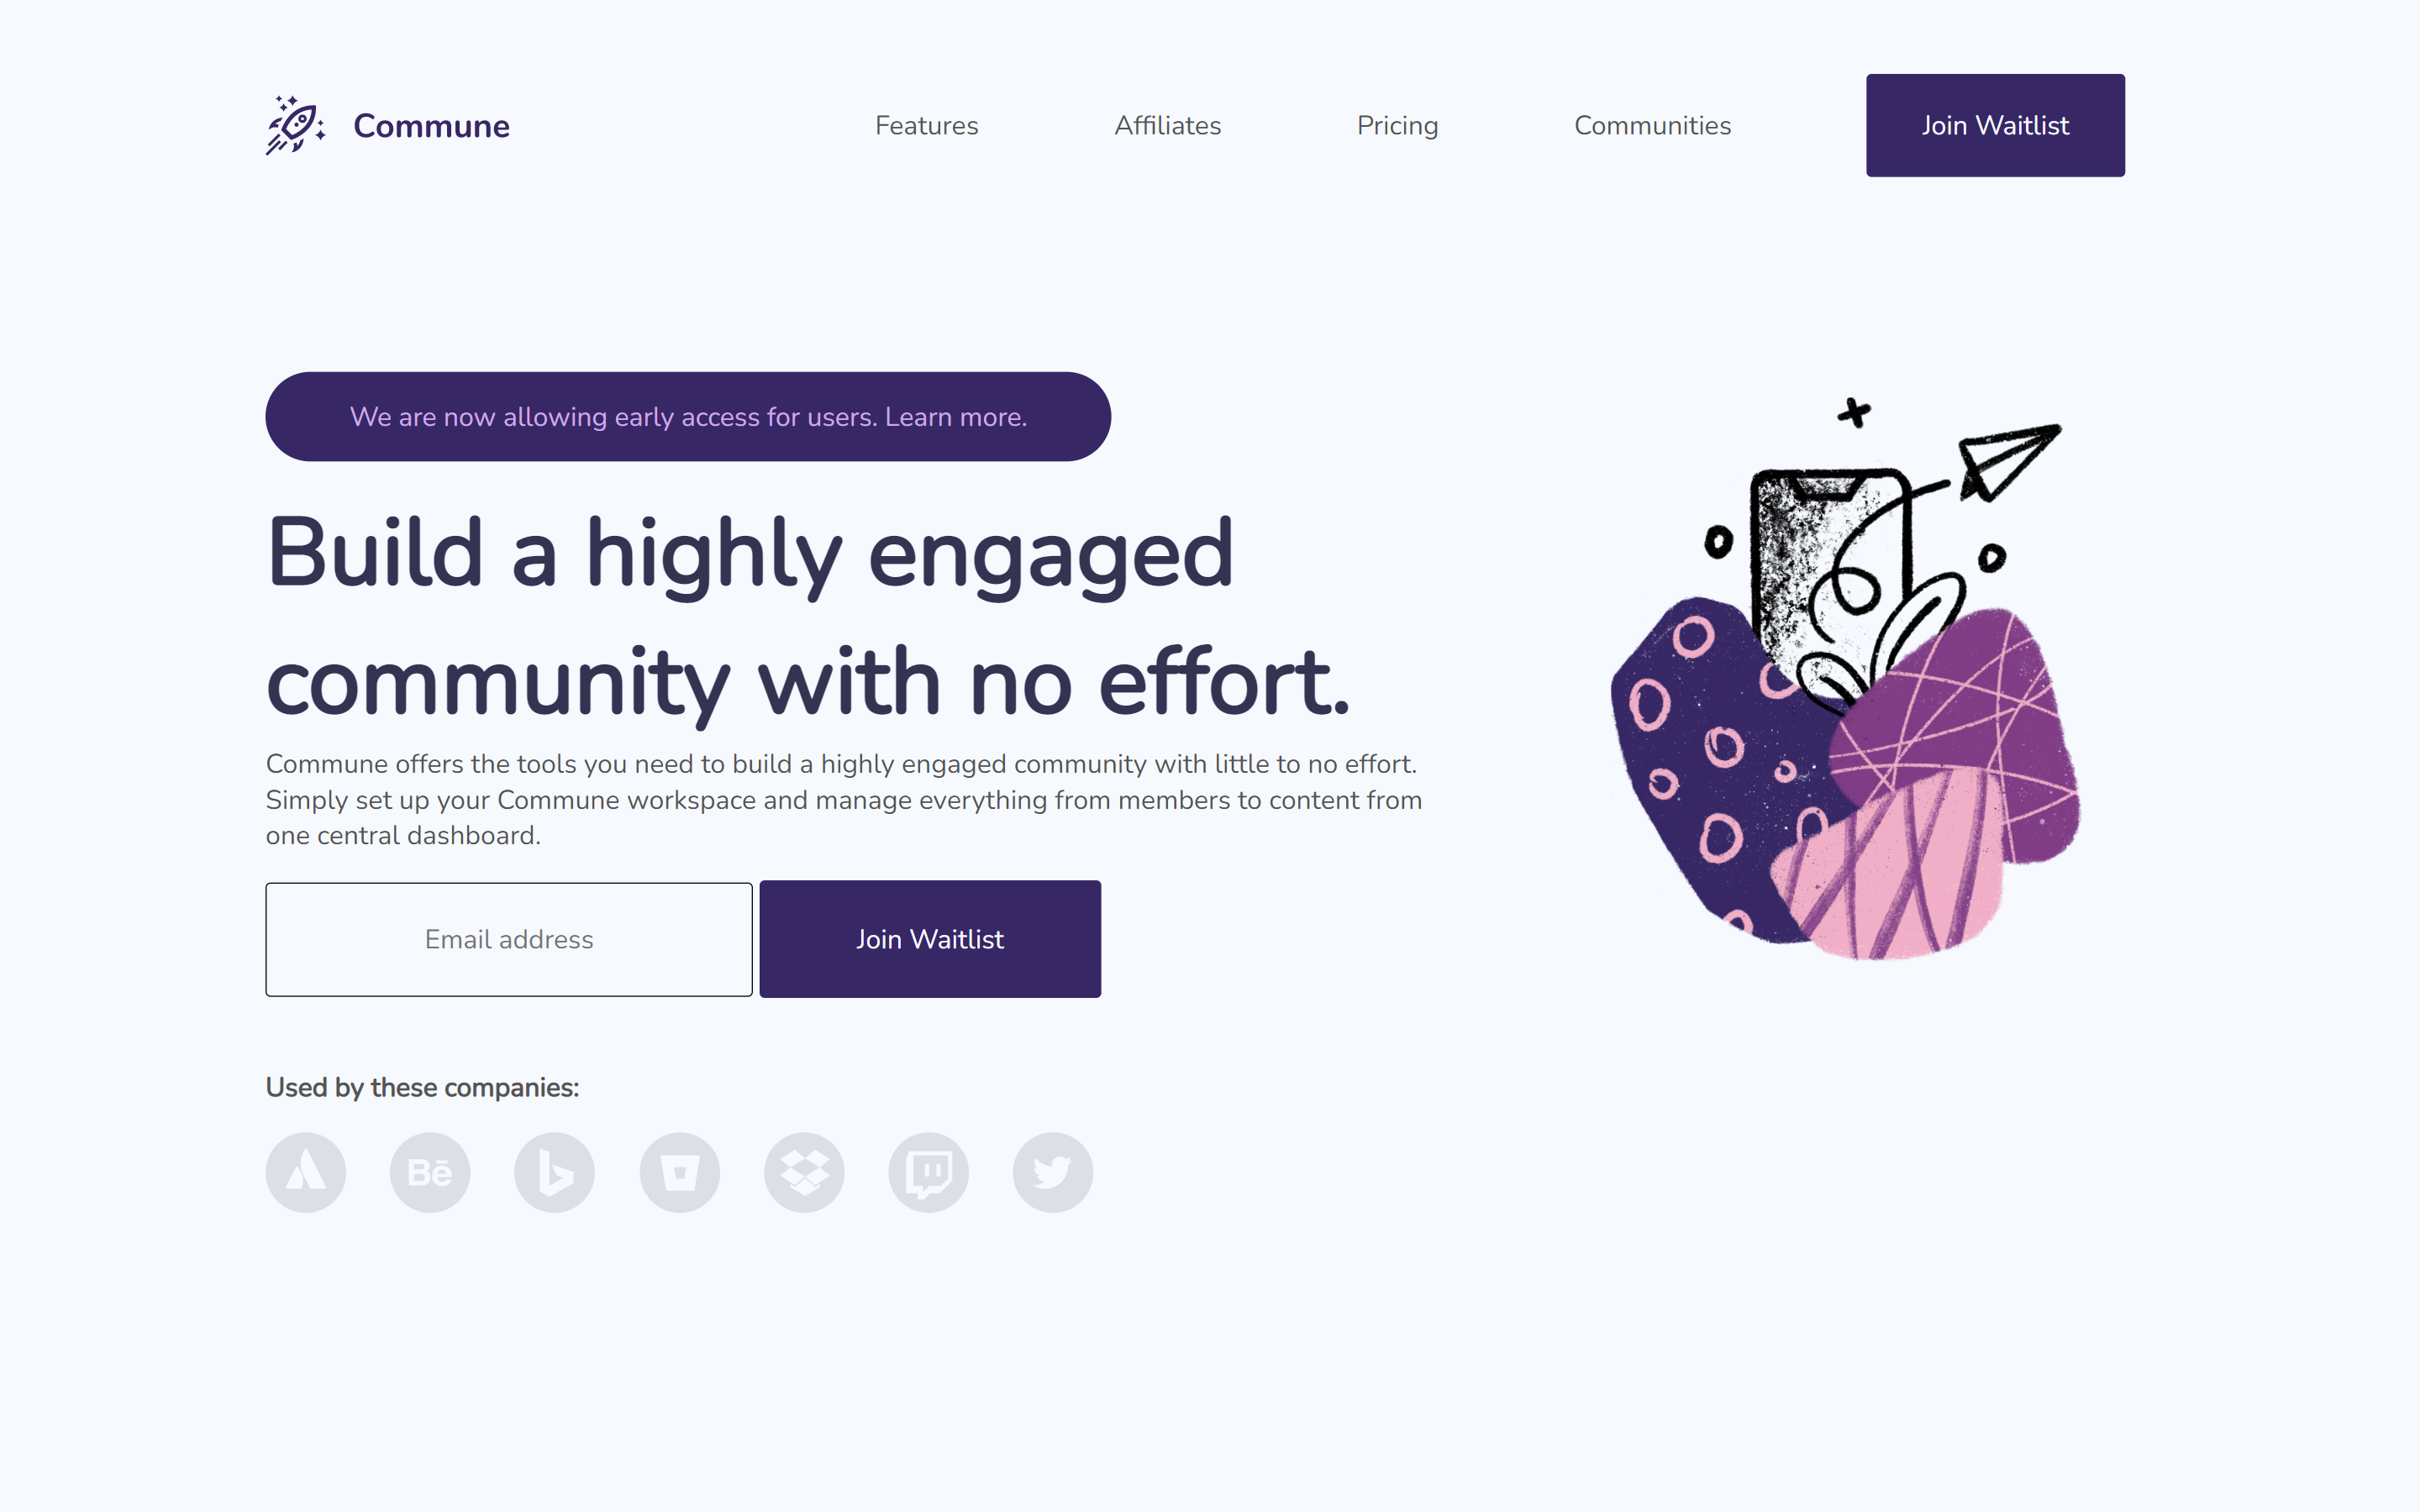 Commune
Features
Affiliates
Pricing
Communities
Join Waitlist
We are now allowing early access for users. Learn more.
Build a highly engaged
community with no effort.
Commune offers the tools you need to build a highly engaged community with little to no effort.
Simply set up your Commune workspace and manage everything from members to content from
one central dashboard.
Email address
Join Waitlist
Used by these companies:
Bē